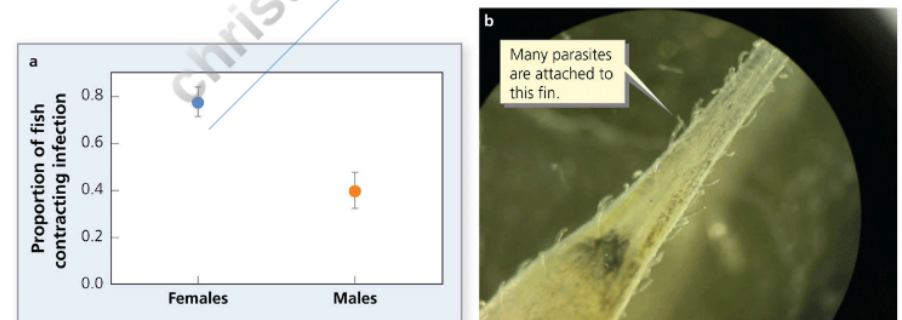 a
Proportion of fish
contracting infection
0.8
0.6
0.4
0.2
0.0
Females
Males
b
Many parasites
are attached to
this fin.
chris